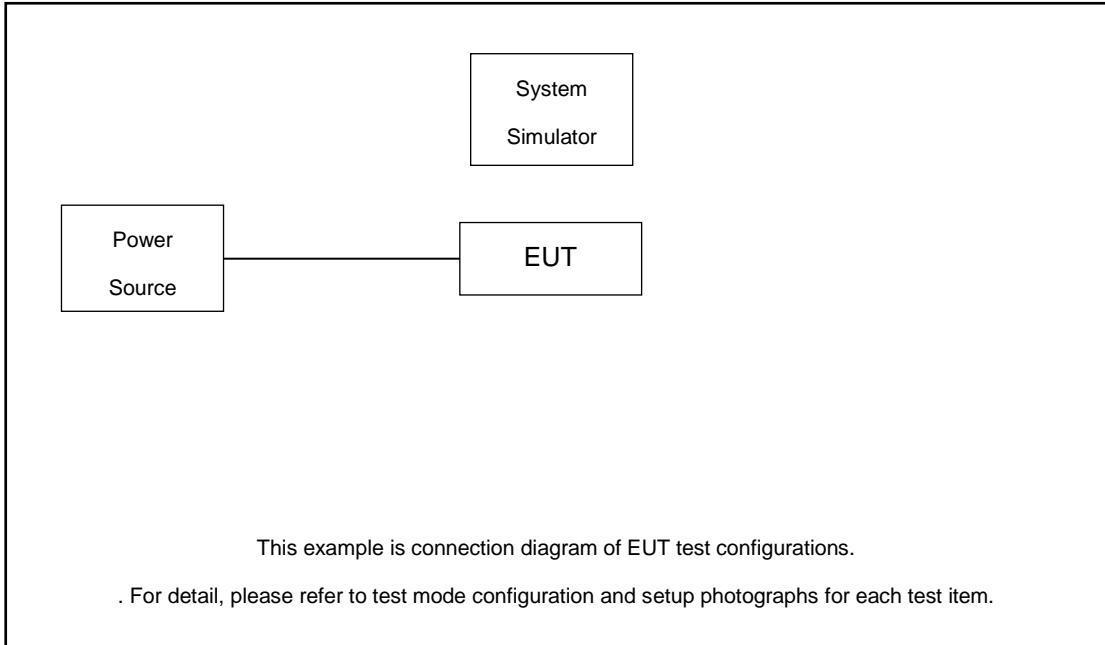 System
Simulator
Power
Source
EUT
This example is connection diagram of EUT test configurations.
. For detail, please refer to test mode configuration and setup photographs for each test item.